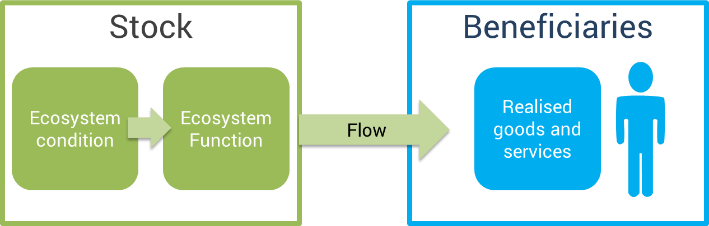 Stock
Ecosystem
condition
Ecosystem
Function
Flow
Beneficiaries
Realised
goods and
services